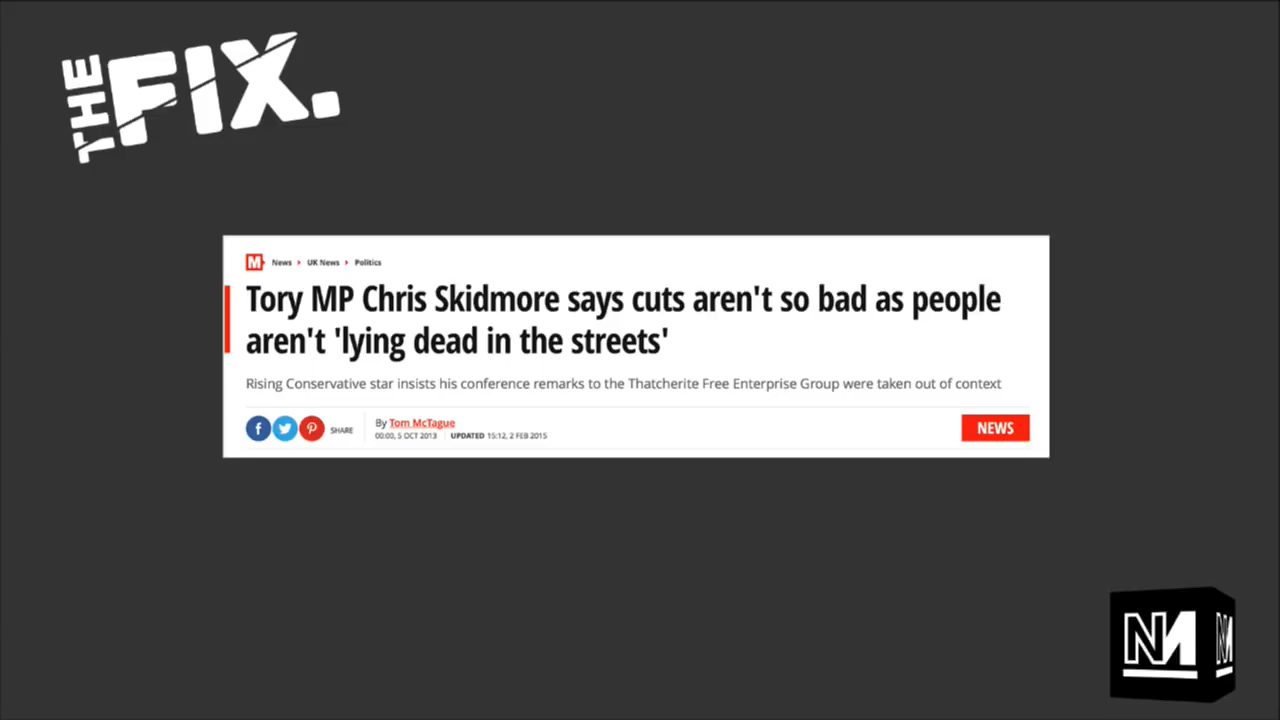 THE FIX.
M News › UK News › Politics
Tory MP Chris Skidmore says cuts aren't so bad as people
aren't 'lying dead in the streets'
Rising Conservative star insists his conference remarks to the Thatcherite Free Enterprise Group were taken out of context
SHARE
By Tom McTague
00:00, 5 OCT 2013 UPDATED 15:12, 2 FEB 2015
NEWS
NM